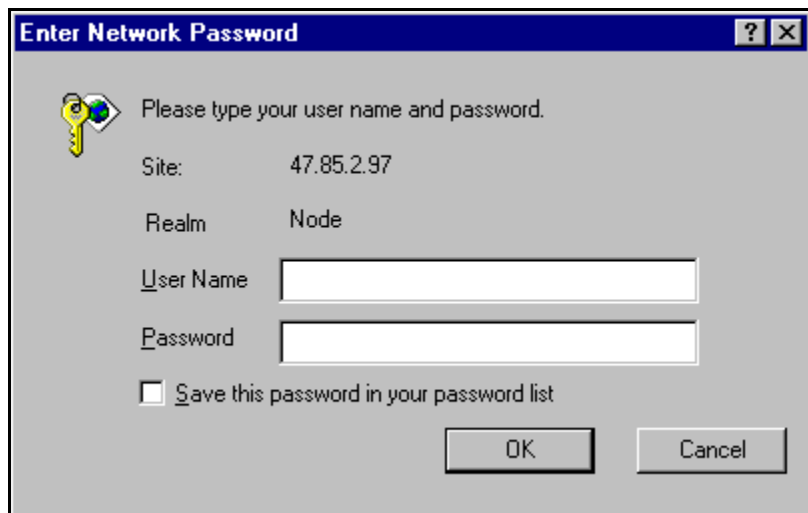 Enter Network Password
Please type your user name and password.
Site: 47.85.2.97
Realm Node
User Name
Password
Save this password in your password list
OK Cancel